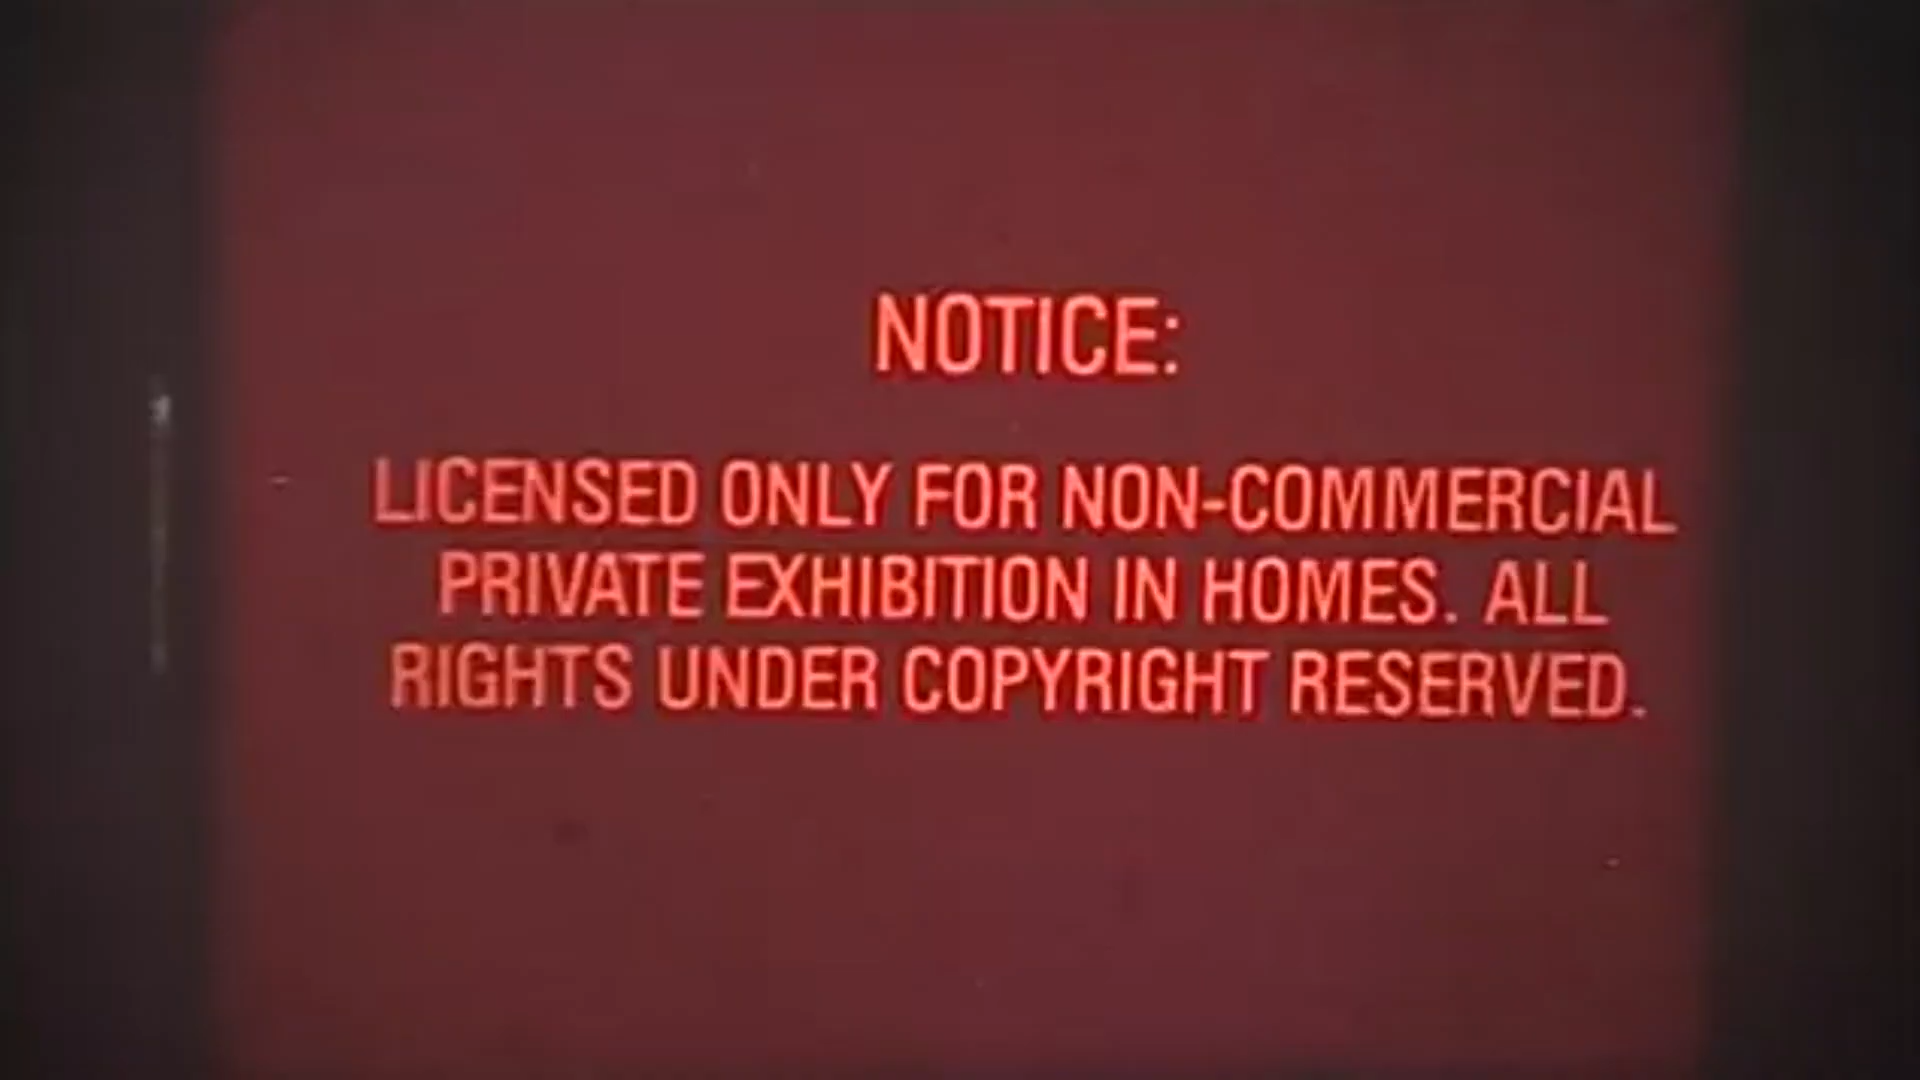 NOTICE:
LICENSED ONLY FOR NON-COMMERCIAL
PRIVATE EXHIBITION IN HOMES. ALL
RIGHTS UNDER COPYRIGHT RESERVED.